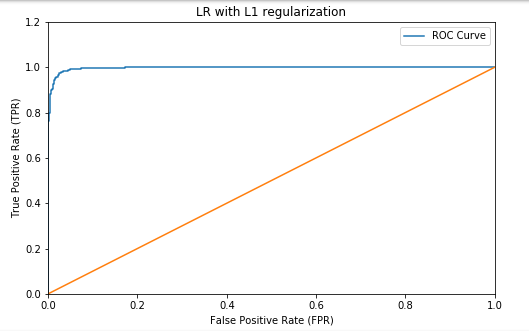 LR with L1 regularization
ROC Curve
True Positive Rate (TPR)
1.2
1.0
0.8
0.6
0.4
0.2
0.0
0.0 0.2 0.4 0.6 0.8 1.0
False Positive Rate (FPR)